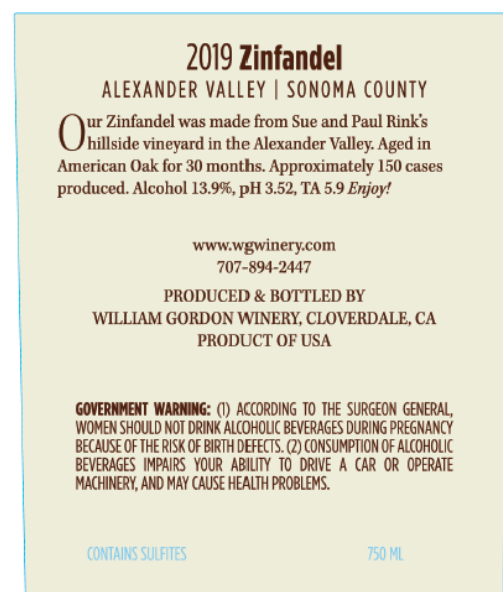 2019 Zinfandel
ALEXANDER VALLEY | SONOMA COUNTY
Our Zinfandel was made from Sue and Paul Rink's
hillside vineyard in the Alexander Valley. Aged in
American Oak for 30 months. Approximately 150 cases
produced. Alcohol 13.9%, pH 3.52, TA 5.9 Enjoy!
www.wgwinery.com
707-894-2447
PRODUCED & BOTTLED BY
WILLIAM GORDON WINERY, CLOVERDALE, CA
PRODUCT OF USA
GOVERNMENT WARNING: (1) ACCORDING TO THE SURGEON GENERAL,
WOMEN SHOULD NOT DRINK ALCOHOLIC BEVERAGES DURING PREGNANCY
BECAUSE OF THE RISK OF BIRTH DEFECTS. (2) CONSUMPTION OF ALCOHOLIC
BEVERAGES IMPAIRS YOUR ABILITY TO DRIVE A CAR OR OPERATE
MACHINERY, AND MAY CAUSE HEALTH PROBLEMS.
CONTAINS SULFITES 750 ML